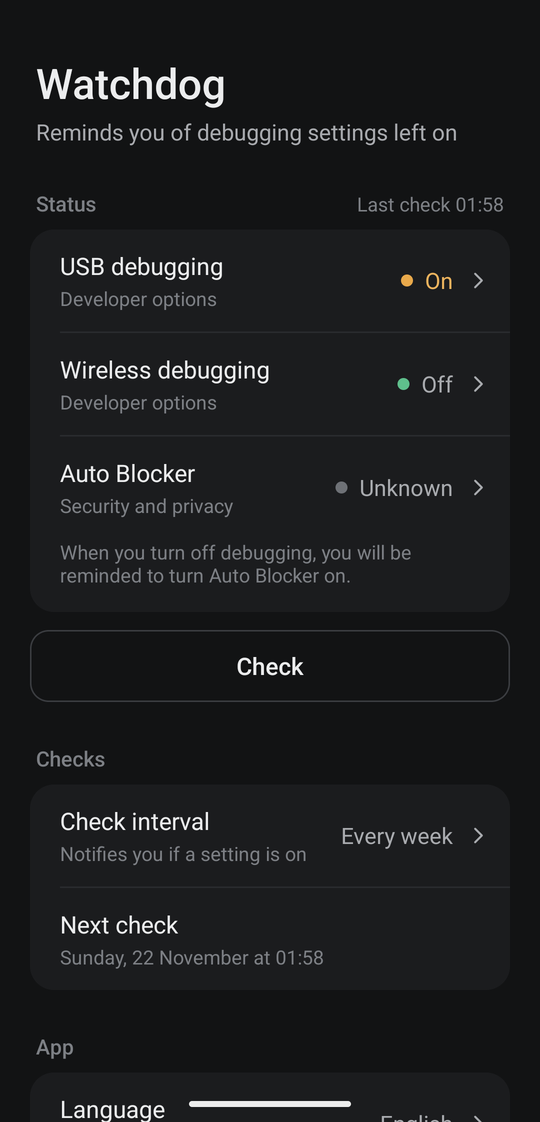 Watchdog
Reminds you of debugging settings left on
Status
Last check 01:58
USB debugging
On
Developer options
Wireless debugging
Off
Developer options
Auto Blocker
Unknown
Security and privacy
When you turn off debugging, you will be
reminded to turn Auto Blocker on.
Check
Checks
Check interval
Every week
Notifies you if a setting is on
Next check
Sunday, 22 November at 01:58
App
Language
English